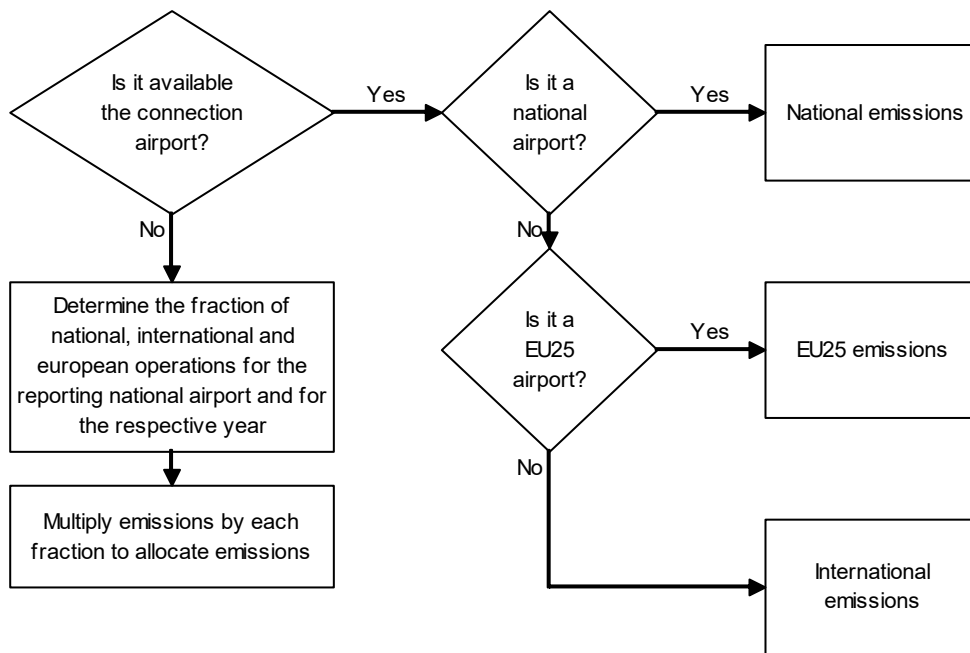 Is it available
the connection
airport?
Yes
Is it a
national
airport?
Yes
National emissions
No
No
Determine the fraction of
national, international and
european operations for the
reporting national airport and for
the respective year
Is it a
EU25
airport?
Yes
EU25 emissions
No
Multiply emissions by each
fraction to allocate emissions
International
emissions